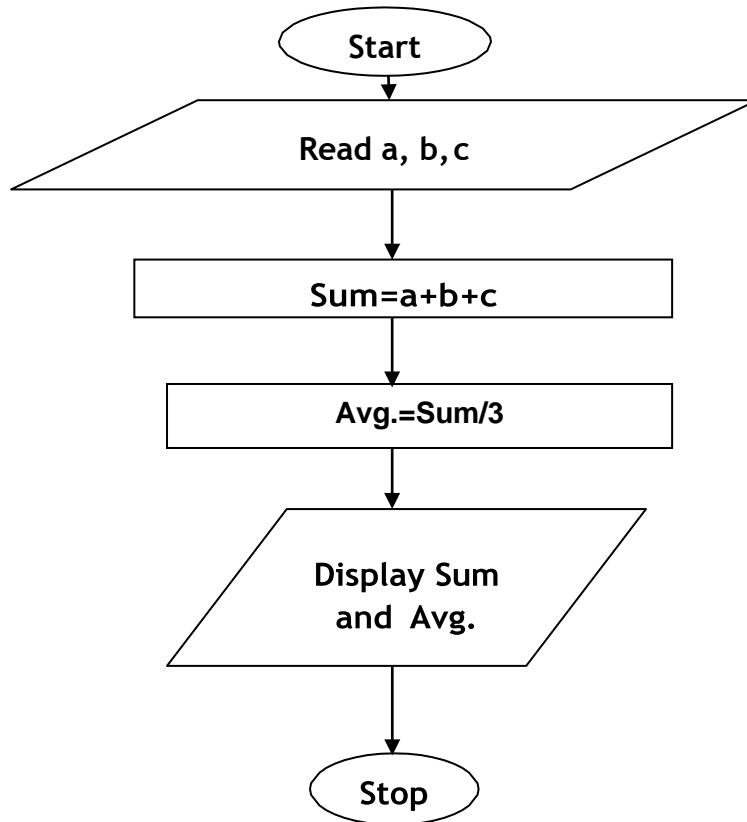 Start
Read a, b, c
Sum=a+b+c
Avg.=Sum/3
Display Sum
and Avg.
Stop